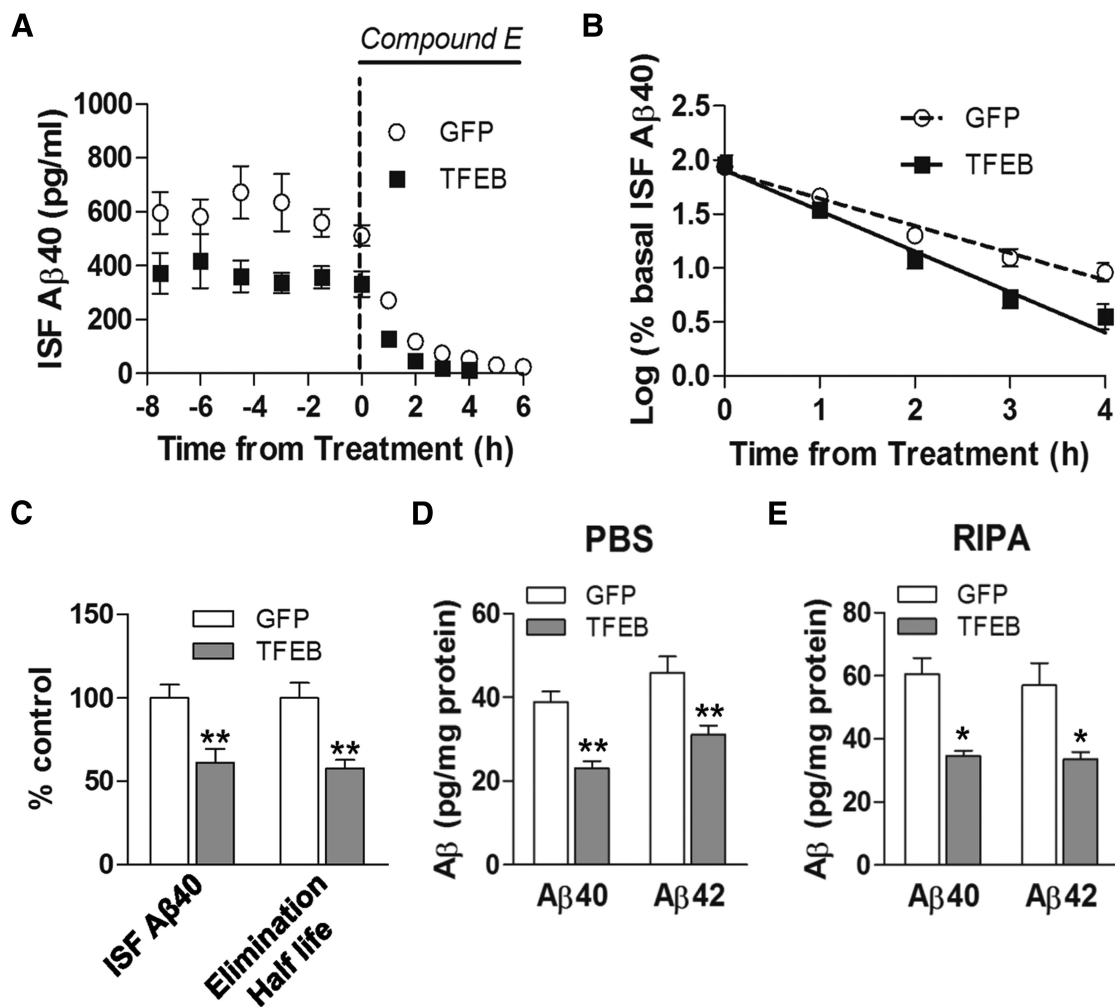 A
Compound E
ISF Aβ40 (pg/ml)
1000
800
600
400
200
0
GFP
TFEB
-8 -6 -4 -2 0 2 4 6
Time from Treatment (h)
B
Log (% basal ISF Aβ40)
2.5
2.0
1.5
1.0
0.5
0.0
GFP
TFEB
0 1 2 3 4
Time from Treatment (h)
C
% control
150
100
50
0
GFP
TFEB
**
**
ISF Aβ40
Elimination
Half life
D
PBS
Aβ (pg/mg protein)
60
40
20
0
GFP
TFEB
**
**
Aβ40 Aβ42
E
RIPA
Aβ (pg/mg protein)
80
60
40
20
0
GFP
TFEB
*
*
Aβ40 Aβ42